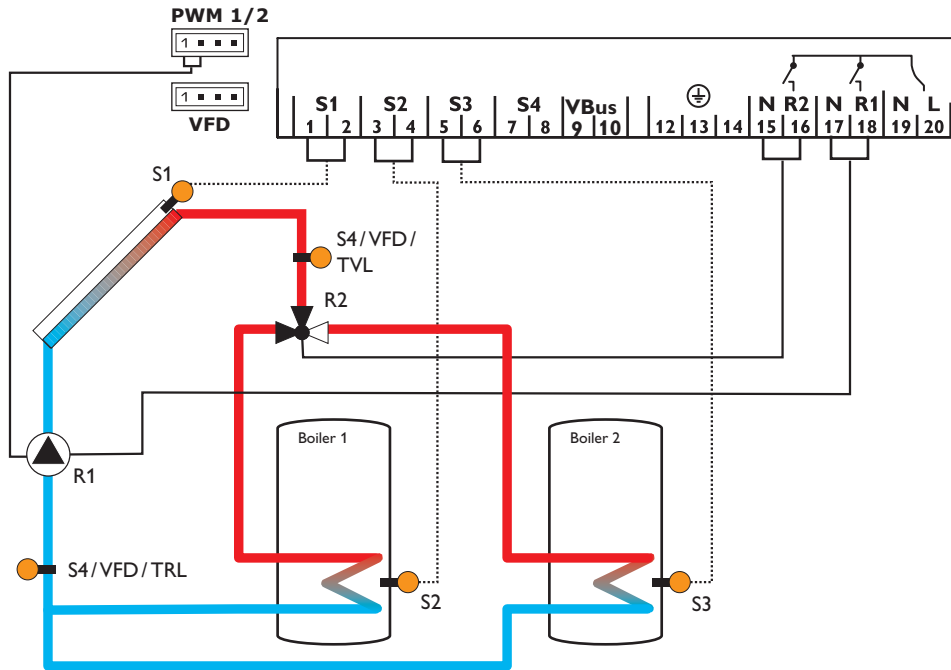 PWM 1/2
1
1
VFD
S1 S2 S3 S4 VBus N R2 N R1 N L
1 2 3 4 5 6 7 8 9 10 12 13 14 15 16 17 18 19 20
S1
S4/VFD/
TVL
R2
Boiler 1
Boiler 2
R1
S4/VFD/TRL
S2
S3